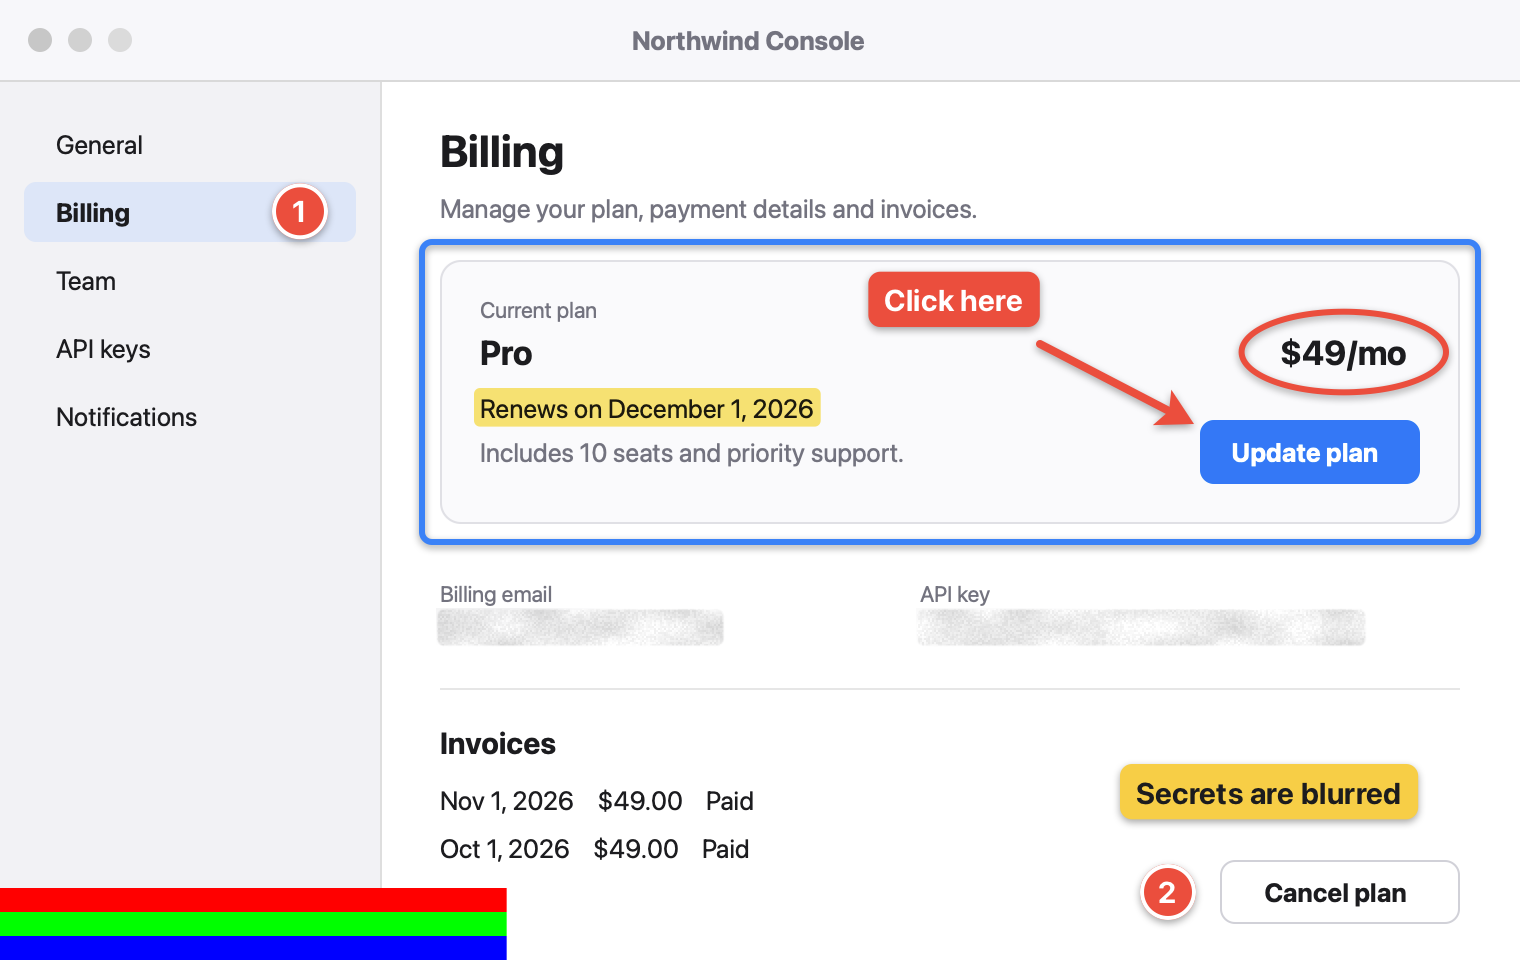 Northwind Console
General
Billing
1
Team
API keys
Notifications
Billing
Manage your plan, payment details and invoices.
Current plan
Click here
Pro
$49/mo
Renews on December 1, 2026
Includes 10 seats and priority support.
Update plan
Billing email
API key
Invoices
Nov 1, 2026 $49.00 Paid
Oct 1, 2026 $49.00 Paid
Secrets are blurred
2
Cancel plan